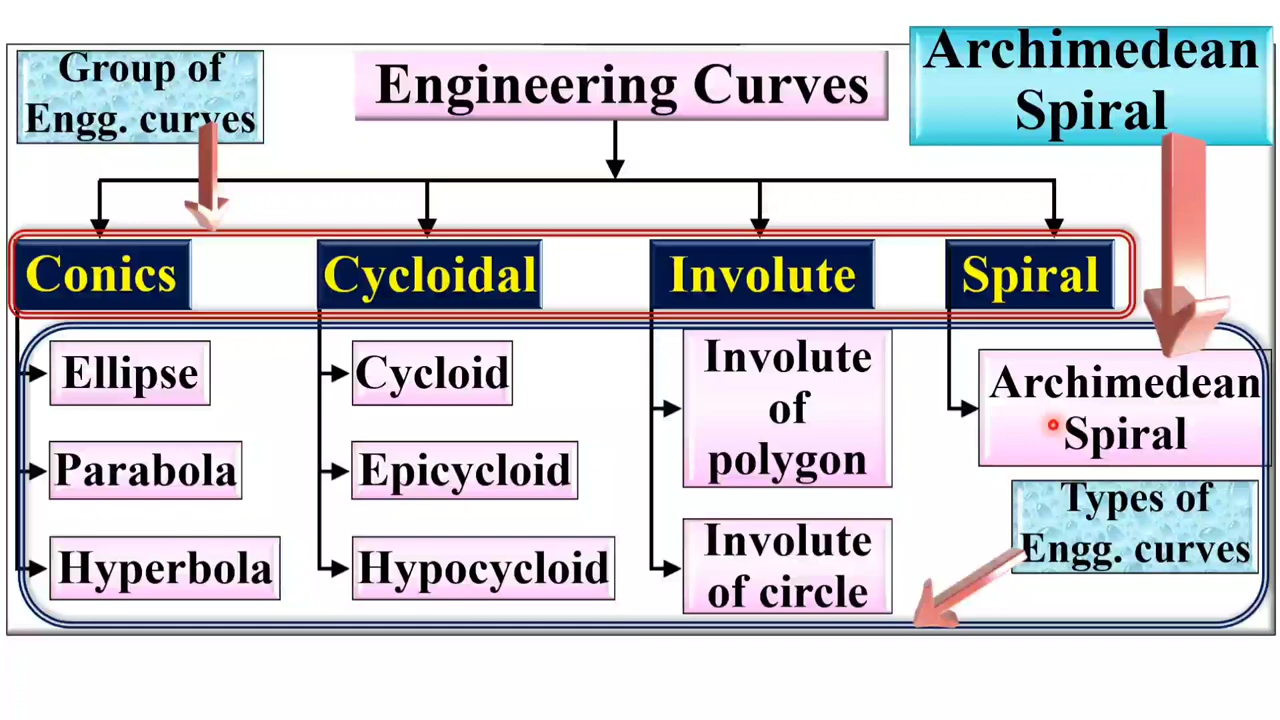 Group of
Engg. curves
Engineering Curves
Archimedean
Spiral
Conics
Cycloidal
Involute
Spiral
Ellipse
Parabola
Hyperbola
Cycloid
Epicycloid
Hypocycloid
Involute
of
polygon
Involute
of circle
Archimedean
Spiral
Types of
Engg. curves